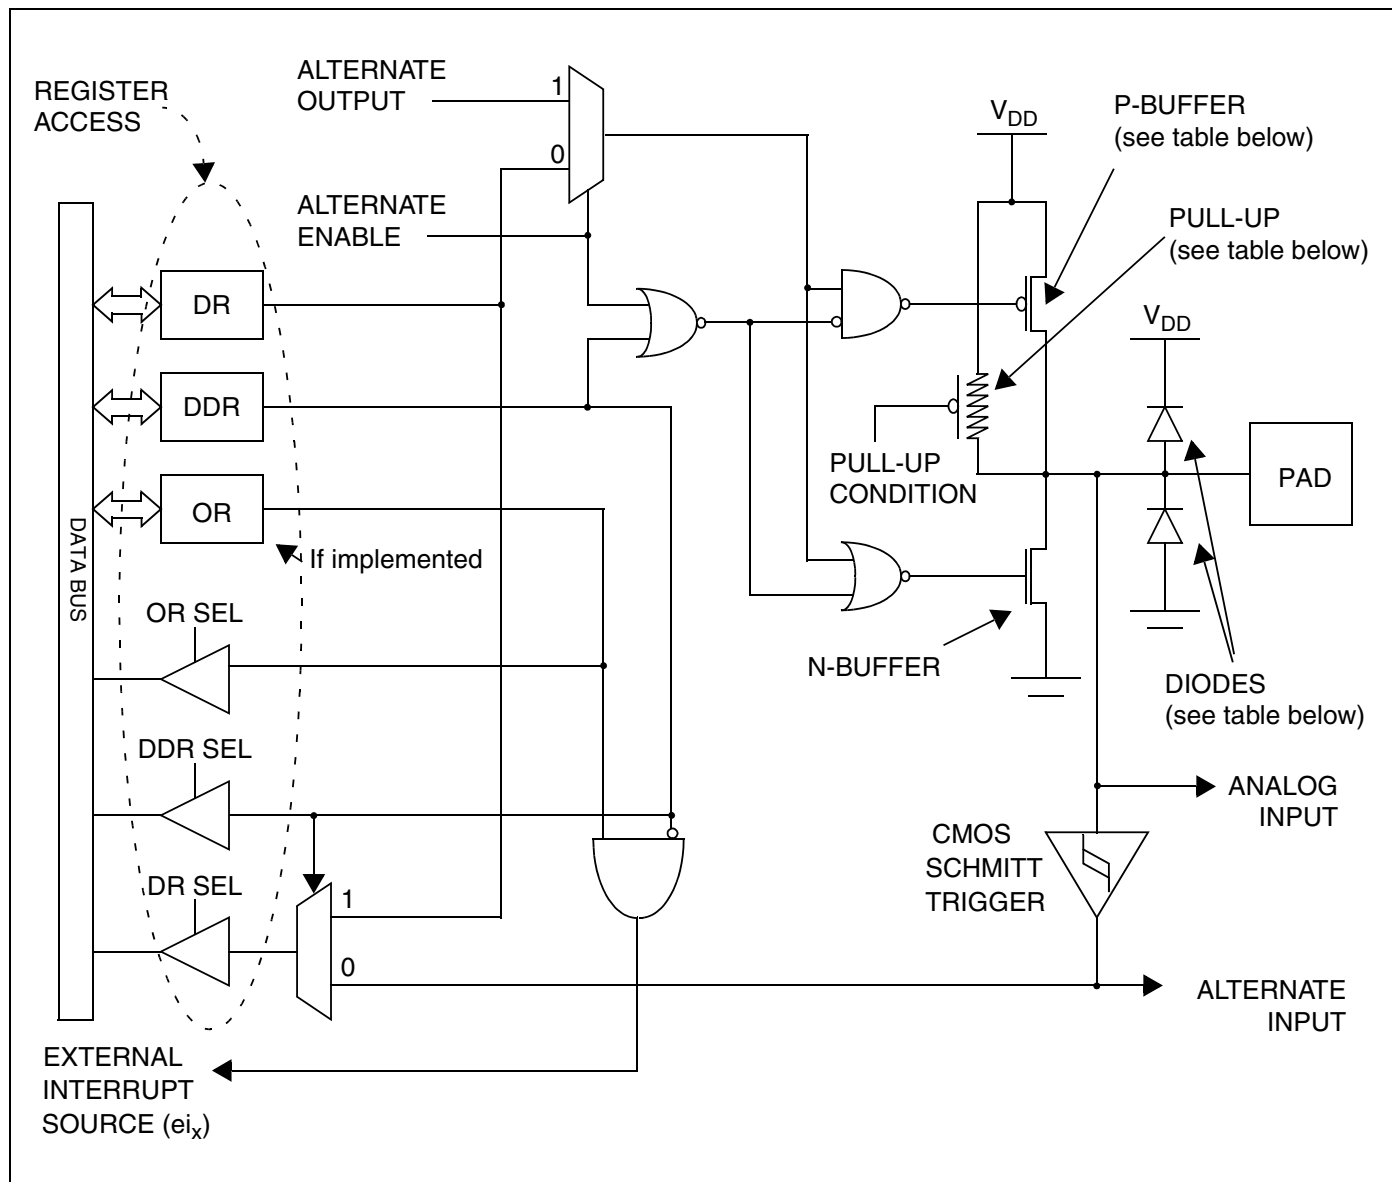 REGISTER
ACCESS
ALTERNATE
OUTPUT
1
0
ALTERNATE
ENABLE
VDD
P-BUFFER
(see table below)
PULL-UP
(see table below)
DR
DDR
OR
If implemented
DATA BUS
VDD
PULL-UP
CONDITION
PAD
OR SEL
N-BUFFER
DIODES
(see table below)
DDR SEL
ANALOG
INPUT
CMOS
SCHMITT
TRIGGER
DR SEL
1
0
ALTERNATE
INPUT
EXTERNAL
INTERRUPT
SOURCE (eix)